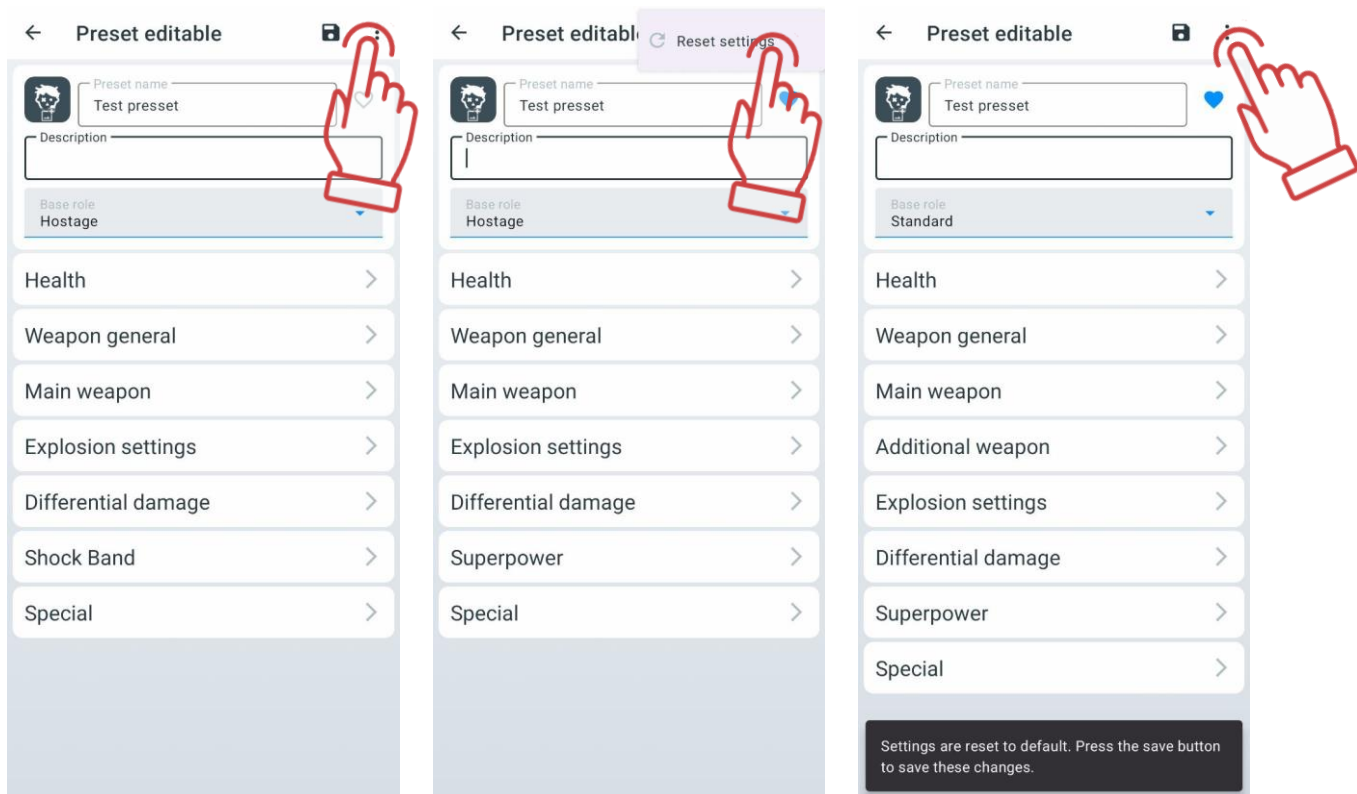 Preset editable
Preset name
Test presset
Description
Base role
Hostage
Health
Weapon general
Main weapon
Explosion settings
Differential damage
Shock Band
Special
Preset editabl
Reset settings
Preset name
Test presset
Description
Base role
Hostage
Health
Weapon general
Main weapon
Explosion settings
Differential damage
Superpower
Special
Preset editable
Preset name
Test presset
Description
Base role
Standard
Health
Weapon general
Main weapon
Additional weapon
Explosion settings
Differential damage
Superpower
Special
Settings are reset to default. Press the save button
to save these changes.